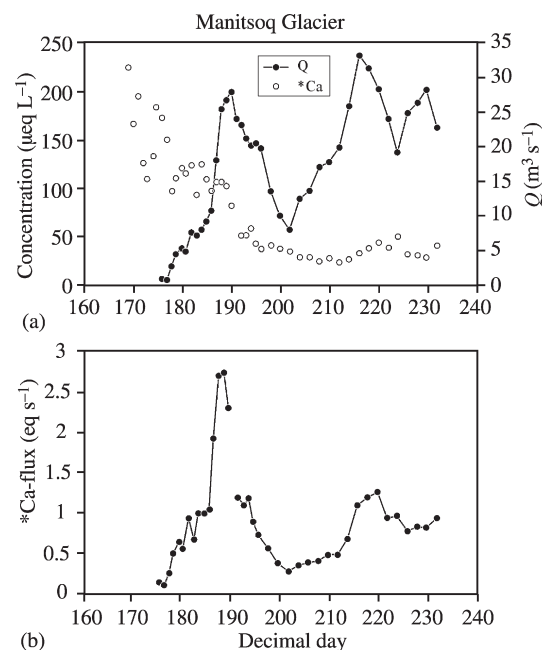 Manitsoq Glacier
250
200
150
100
50
0
Concentration (μeq L⁻¹)
35
30
25
20
15
10
5
0
Q (m³ s⁻¹)
Q
*Ca
160 170 180 190 200 210 220 230 240
(a)
3
2.5
2
1.5
1
0.5
0
*Ca-flux (eq s⁻¹)
160 170 180 190 200 210 220 230 240
(b)
Decimal day